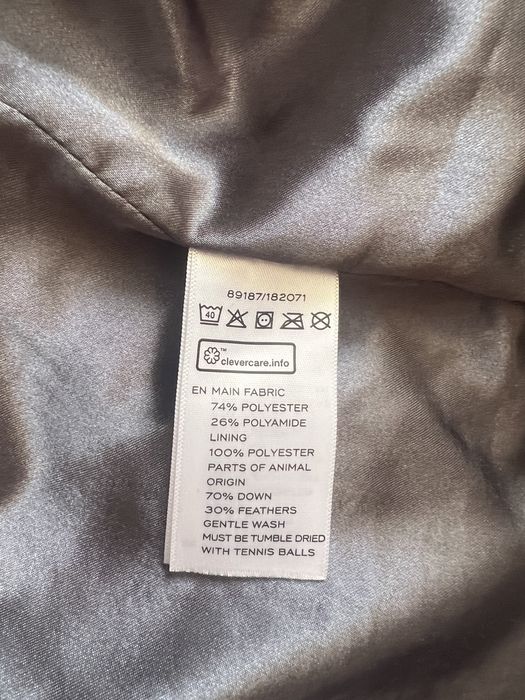 89187/182071
40
™
clevercare.info
EN MAIN FABRIC
74% POLYESTER
26% POLYAMIDE
LINING
100% POLYESTER
PARTS OF ANIMAL
ORIGIN
70% DOWN
30% FEATHERS
GENTLE WASH
MUST BE TUMBLE DRIED
WITH TENNIS BALLS